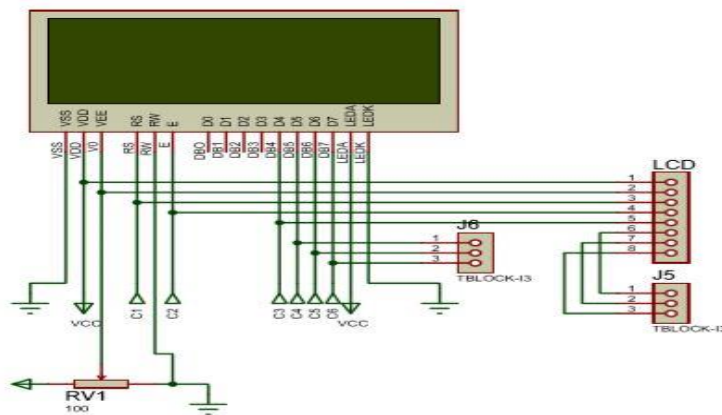 VSS VDD VEE RS RW E D0 D1 D2 D3 D4 D5 D6 D7 LEDA LEDK
VSS VDD V0 RS RW E DB0 DB1 DB2 DB3 DB4 DB5 DB6 DB7 LEDA LEDK
LCD
1
2
3
4
5
6
7
8
J6
1
2
3
TBLOCK-I3
J5
1
2
3
TBLOCK-I3
VCC C1 C2 C3 C4 C5 C6 VCC
RV1
100